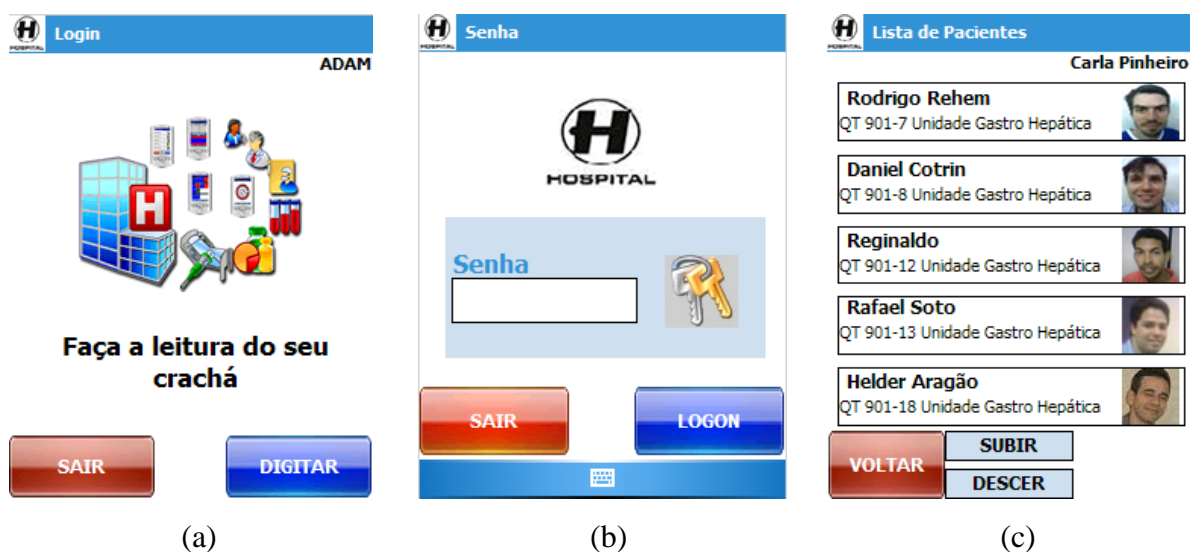 HOSPITAL
Login
ADAM
H
Faça a leitura do seu
crachá
SAIR
DIGITAR
(a)
HOSPITAL
Senha
H
HOSPITAL
Senha
SAIR
LOGON
(b)
HOSPITAL
Lista de Pacientes
Carla Pinheiro
Rodrigo Rehem
QT 901-7 Unidade Gastro Hepática
Daniel Cotrin
QT 901-8 Unidade Gastro Hepática
Reginaldo
QT 901-12 Unidade Gastro Hepática
Rafael Soto
QT 901-13 Unidade Gastro Hepática
Helder Aragão
QT 901-18 Unidade Gastro Hepática
VOLTAR
SUBIR
DESCER
(c)